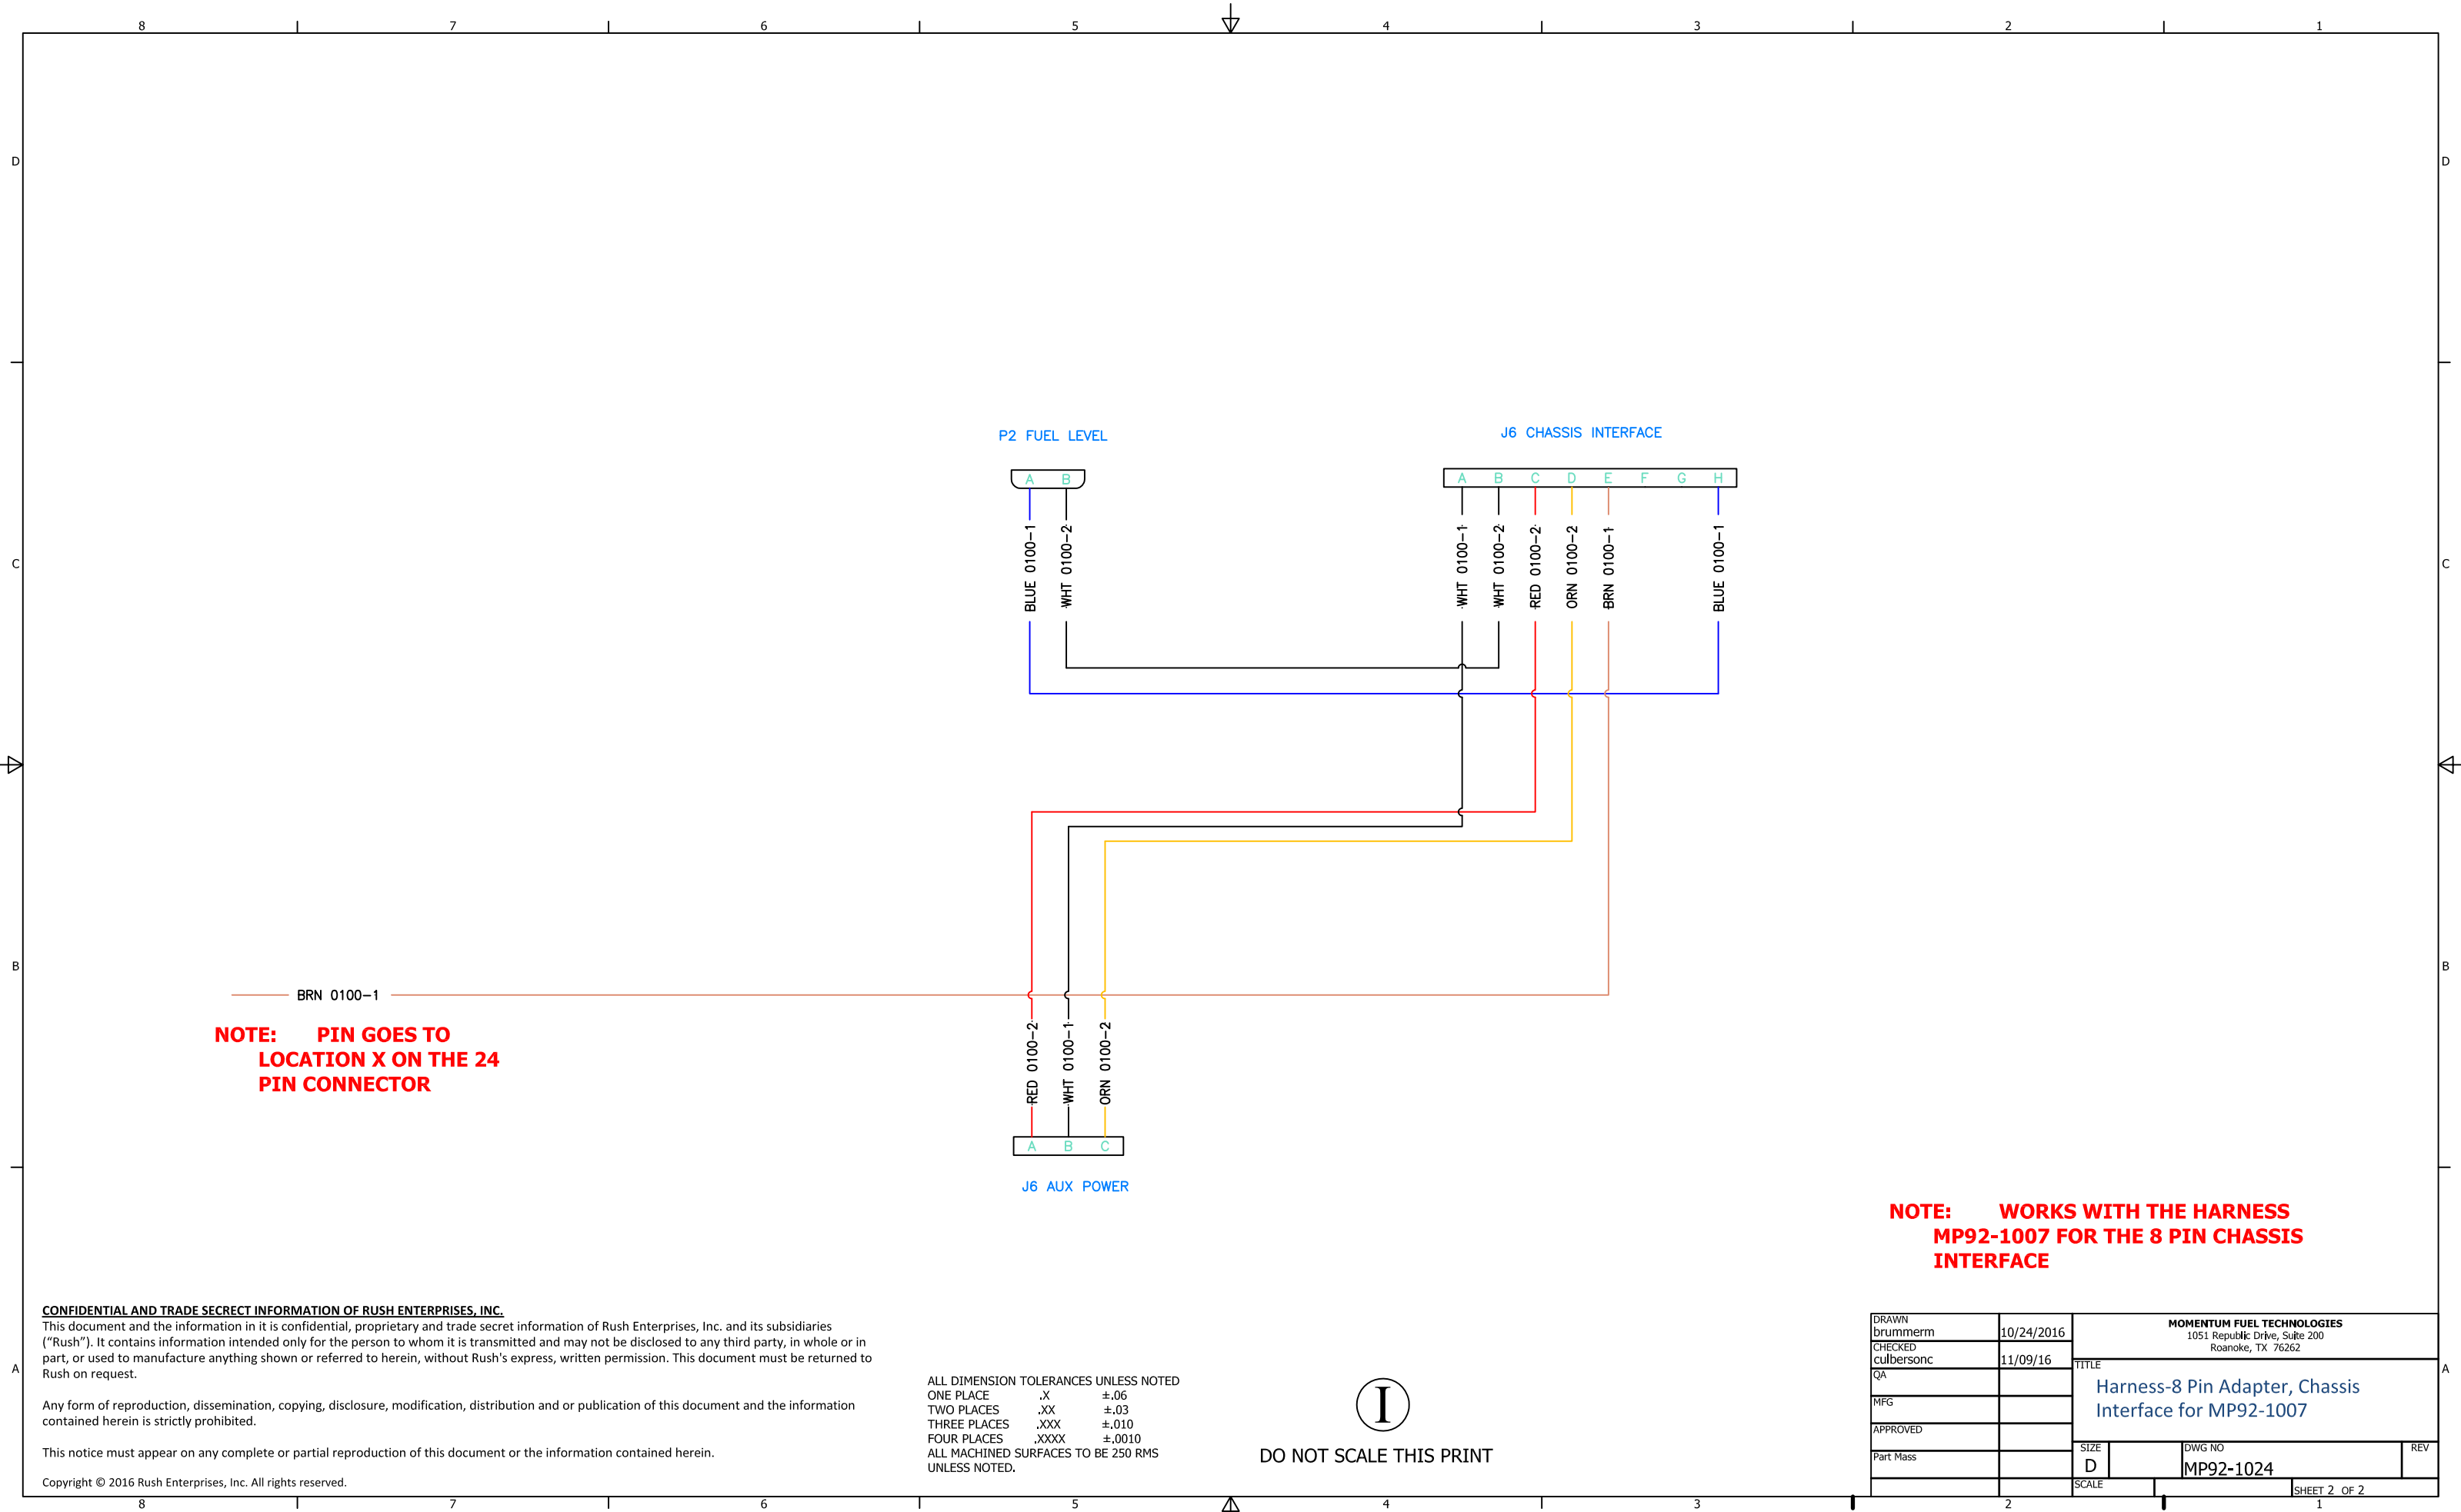 8 7 6 5 4 3 2 1
D D
P2 FUEL LEVEL
J6 CHASSIS INTERFACE
A B
A B C D E F G H
BLUE 0100-1
WHT 0100-2
WHT 0100-1
WHT 0100-2
RED 0100-2
ORN 0100-2
BRN 0100-1
BLUE 0100-1
C C
B B
BRN 0100-1
NOTE: PIN GOES TO
LOCATION X ON THE 24
PIN CONNECTOR
RED 0100-2
WHT 0100-1
ORN 0100-2
A B C
J6 AUX POWER
NOTE: WORKS WITH THE HARNESS
MP92-1007 FOR THE 8 PIN CHASSIS
INTERFACE
CONFIDENTIAL AND TRADE SECRECT INFORMATION OF RUSH ENTERPRISES, INC.
This document and the information in it is confidential, proprietary and trade secret information of Rush Enterprises, Inc. and its subsidiaries
(“Rush”). It contains information intended only for the person to whom it is transmitted and may not be disclosed to any third party, in whole or in
part, or used to manufacture anything shown or referred to herein, without Rush's express, written permission. This document must be returned to
Rush on request.
Any form of reproduction, dissemination, copying, disclosure, modification, distribution and or publication of this document and the information
contained herein is strictly prohibited.
This notice must appear on any complete or partial reproduction of this document or the information contained herein.
Copyright © 2016 Rush Enterprises, Inc. All rights reserved.
A A
ALL DIMENSION TOLERANCES UNLESS NOTED
ONE PLACE .X ±.06
TWO PLACES .XX ±.03
THREE PLACES .XXX ±.010
FOUR PLACES .XXXX ±.0010
ALL MACHINED SURFACES TO BE 250 RMS
UNLESS NOTED.
I
DO NOT SCALE THIS PRINT
DRAWN
brummerm 10/24/2016
CHECKED
culbersonc 11/09/16
QA
MFG
APPROVED
Part Mass
MOMENTUM FUEL TECHNOLOGIES
1051 Republic Drive, Suite 200
Roanoke, TX 76262
TITLE
Harness-8 Pin Adapter, Chassis
Interface for MP92-1007
SIZE
D
DWG NO
MP92-1024
REV
SCALE
SHEET 2 OF 2
8 7 6 5 4 3 2 1